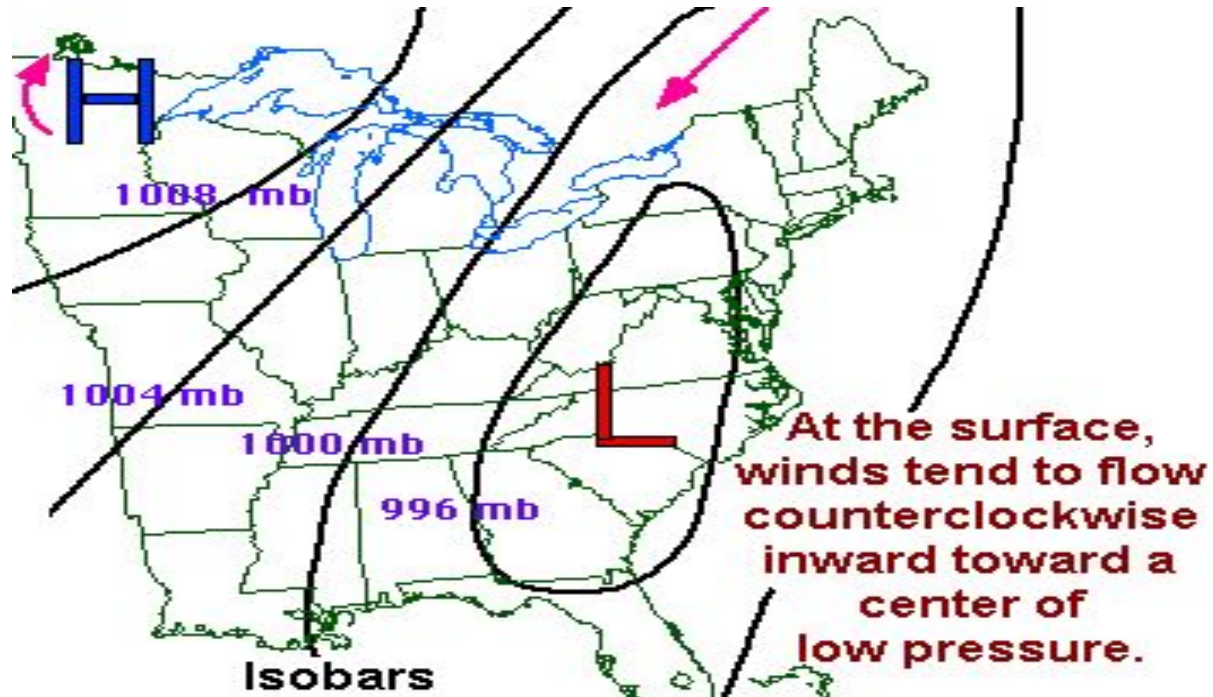 H
1008 mb
1004 mb
1000 mb
996 mb
L
At the surface,
winds tend to flow
counterclockwise
inward toward a
center of
low pressure.
Isobars